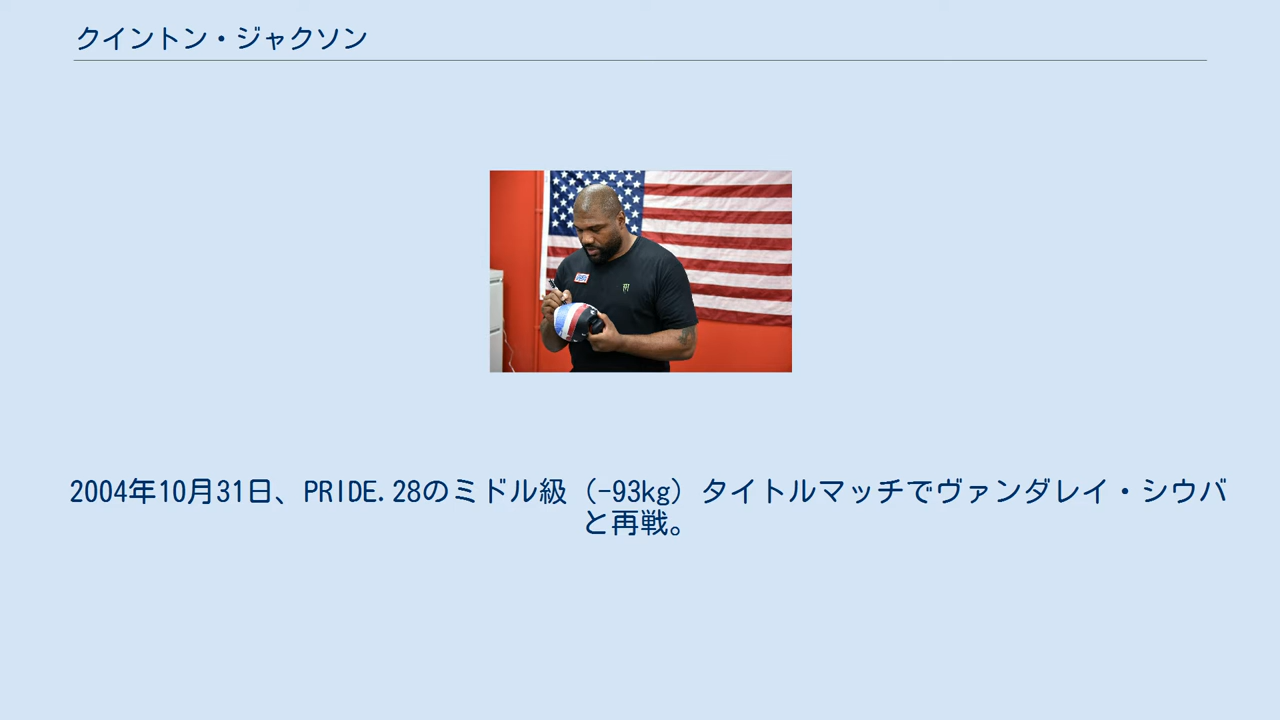 クイントン・ジャクソン
2004年10月31日、PRIDE.28のミドル級（-93kg）タイトルマッチでヴァンダレイ・シウバ
と再戦。